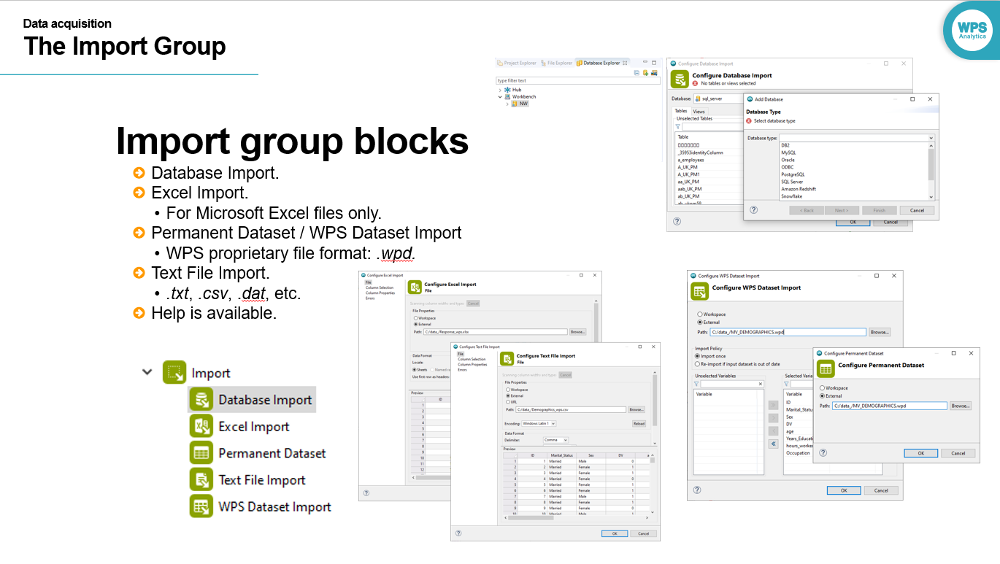 Data acquisition
The Import Group
WPS
Analytics
Import group blocks
Database Import.
Excel Import.
• For Microsoft Excel files only.
Permanent Dataset / WPS Dataset Import
• WPS proprietary file format: .wpd.
Text File Import.
• .txt, .csv, .dat, etc.
Help is available.
Import
Database Import
Excel Import
Permanent Dataset
Text File Import
WPS Dataset Import
Project Explorer File Explorer Database Explorer
type filter text
Hub
Workbench
NW
Configure Database Import
Configure Database Import
No tables or views selected
Database: sql_server
Tables Views
Unselected Tables
Table
_35953identityColumn
a_employees
A_UK_PM
A_UK_PM1
aa_UK_PM
aab_UK_PM
ab_UK_PM
OK Cancel
Add Database
Database Type
Select database type
Database type:
DB2
MySQL
Oracle
ODBC
PostgreSQL
SQL Server
Amazon Redshift
Snowflake
< Back Next > Finish Cancel
Configure Excel Import
File
Column Selection
Column Properties
Errors
Configure Excel Import
File
Scanning column widths and types Cancel
File Properties
Workspace
External
Path: C:/data_/Response_wps.xlsx Browse...
Data Format
Locale:
Sheets
Use first row as headers:
Preview
ID
1
2
3
4
5
6
7
8
9
10
11
12
Configure Text File Import
File
Column Selection
Column Properties
Errors
Configure Text File Import
File
Scanning column widths and types Cancel
File Properties
Workspace
External
URL
Path: C:/data_/Demographics_wps.csv Browse...
Encoding: Windows Latin 1 Reload
Data Format
Delimiter: Comma
Preview
ID Marital_Status Sex DV a
1 1 Married Male 0
2 2 Married Female 1
3 3 Married Female 1
4 4 Married Female 0
5 5 Married Female 1
6 6 Married Female 1
7 7 Married Male 1
8 8 Married Female 1
9 9 Married Female 0
10 10 Married Male 1
OK Cancel
Configure WPS Dataset Import
Configure WPS Dataset Import
Workspace
External
Path: C:/data_/MV_DEMOGRAPHICS.wpd Browse...
Import Policy
Import once
Re-import if input dataset is out of date
Unselected Variables
Variable
Selected Varia
Variable
ID
Marital_Statu
Sex
DV
age
Years_Educati
hours_worked
Occupation
OK Cancel
Configure Permanent Dataset
Configure Permanent Dataset
Workspace
External
Path: C:/data_/MV_DEMOGRAPHICS.wpd Browse...
OK Cancel